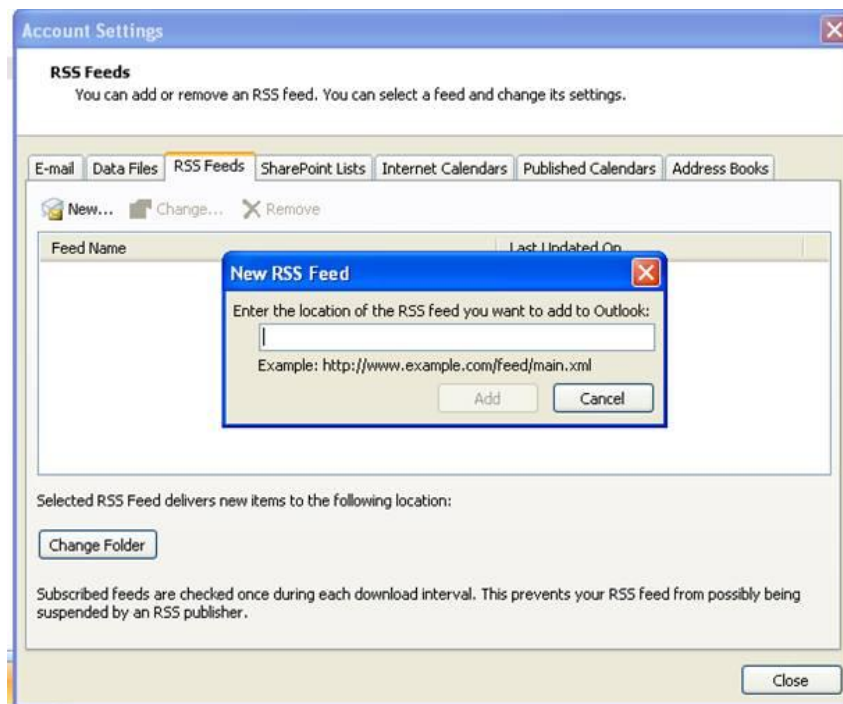 Account Settings
RSS Feeds
You can add or remove an RSS feed. You can select a feed and change its settings.
E-mail Data Files RSS Feeds SharePoint Lists Internet Calendars Published Calendars Address Books
New... Change... Remove
Feed Name Last Updated On
New RSS Feed
Enter the location of the RSS feed you want to add to Outlook:
Example: http://www.example.com/feed/main.xml
Add Cancel
Selected RSS Feed delivers new items to the following location:
Change Folder
Subscribed feeds are checked once during each download interval. This prevents your RSS feed from possibly being
suspended by an RSS publisher.
Close